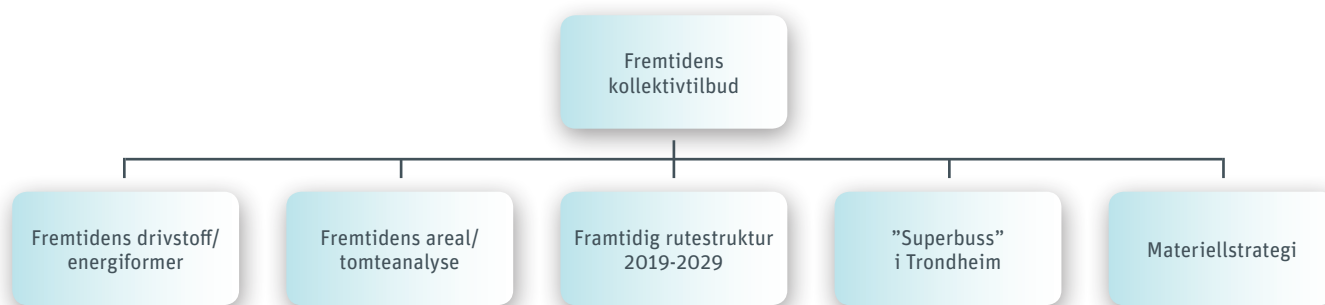 Fremtidens
kollektivtilbud
Fremtidens drivstoff/
energiformer
Fremtidens areal/
tomteanalyse
Framtidig rutestruktur
2019-2029
”Superbuss”
i Trondheim
Materiellstrategi